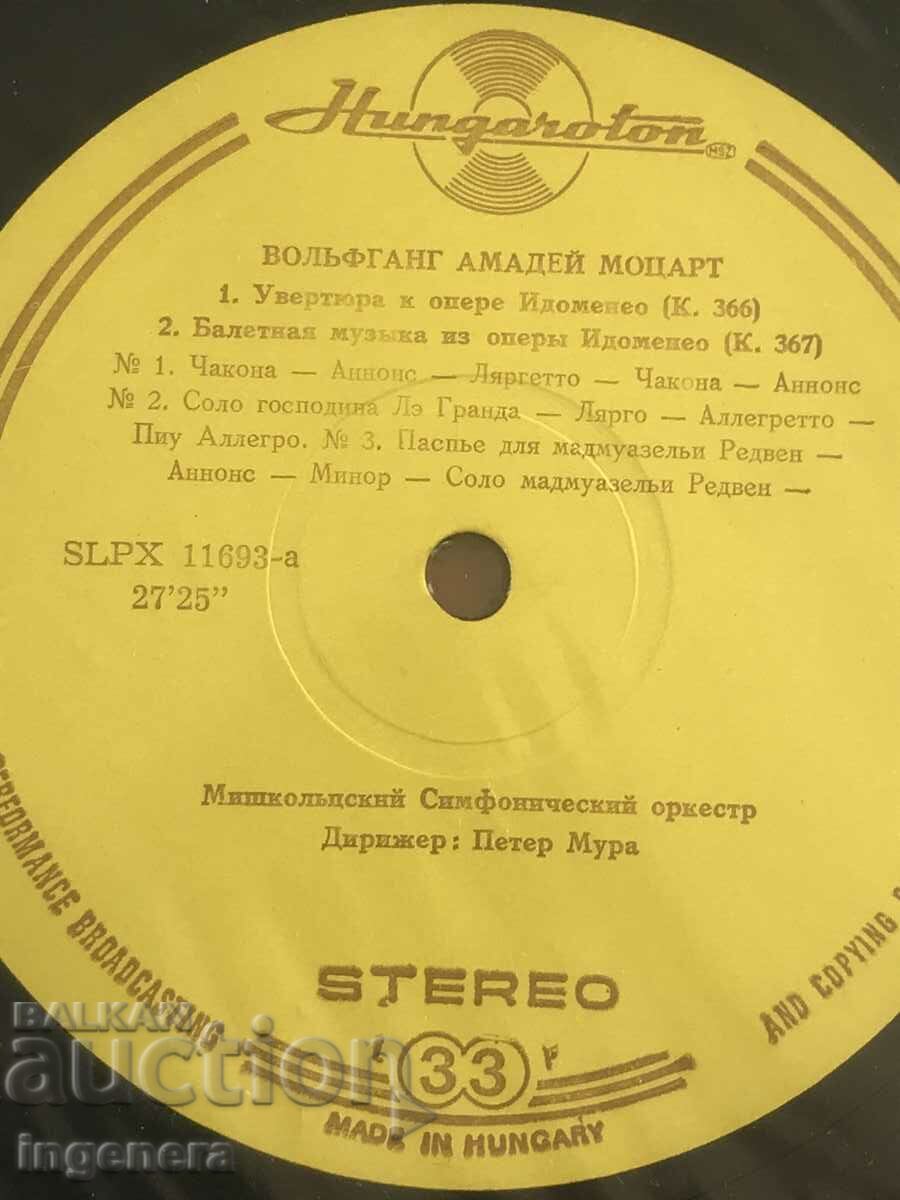 Hungaroton
MSZ
ВОЛЬФГАНГ АМАДЕЙ МОЦАРТ
1. Увертюра к опере Идоменео (К. 366)
2. Балетная музыка из оперы Идоменео (К. 367)
№ 1. Чакона — Аннонс — Ляргетто — Чакона — Аннонс
№ 2. Соло господина Лэ Гранда — Лярго — Аллегретто —
Пиу Аллегро. № 3. Паспье для мадмуазельи Редвен —
Аннонс — Минор — Соло мадмуазельи Редвен —
SLPX 11693-a
27'25”
Мишкольцский Симфонический оркестр
Дирижер: Петер Мура
PERFORMANCE BROADCASTING
AND COPYING
STEREO
33
MADE IN HUNGARY
BALKAN
auction
ingenera